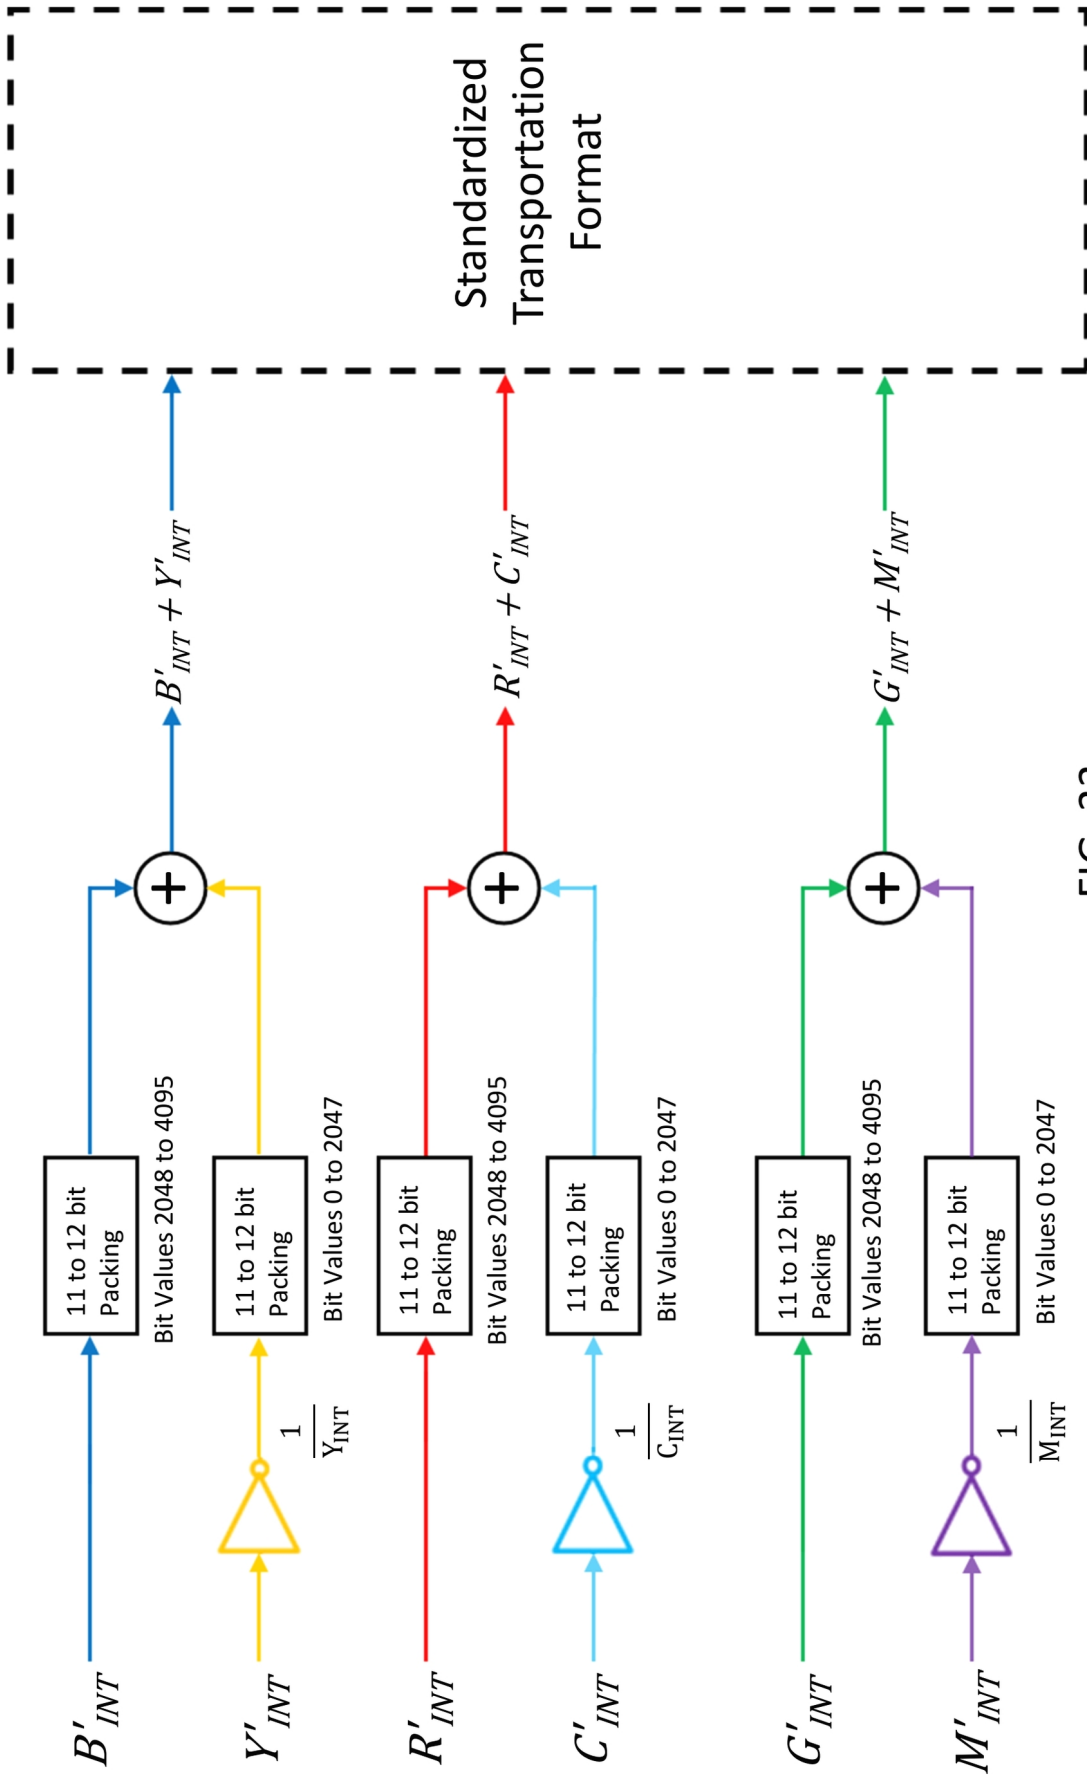 B'INT
11 to 12 bit
Packing
Bit Values 2048 to 4095
Y'INT
1
YINT
11 to 12 bit
Packing
Bit Values 0 to 2047
+
B'INT + Y'INT
R'INT
11 to 12 bit
Packing
Bit Values 2048 to 4095
C'INT
1
CINT
11 to 12 bit
Packing
Bit Values 0 to 2047
+
R'INT + C'INT
G'INT
11 to 12 bit
Packing
Bit Values 2048 to 4095
M'INT
1
MINT
11 to 12 bit
Packing
Bit Values 0 to 2047
+
G'INT + M'INT
Standardized
Transportation
Format